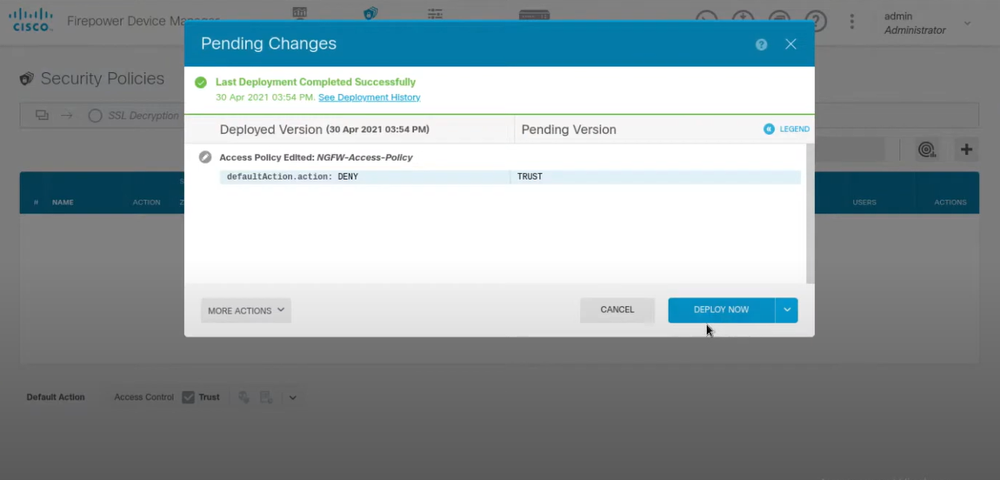 CISCO
Firepower Device Manager
admin
Administrator
Pending Changes
Last Deployment Completed Successfully
30 Apr 2021 03:54 PM. See Deployment History
Security Policies
SSL Decryption
Deployed Version (30 Apr 2021 03:54 PM)
Pending Version
LEGEND
Access Policy Edited: NGFW-Access-Policy
defaultAction.action: DENY
TRUST
# NAME ACTION USERS ACTIONS
MORE ACTIONS
CANCEL
DEPLOY NOW
Default Action Access Control Trust